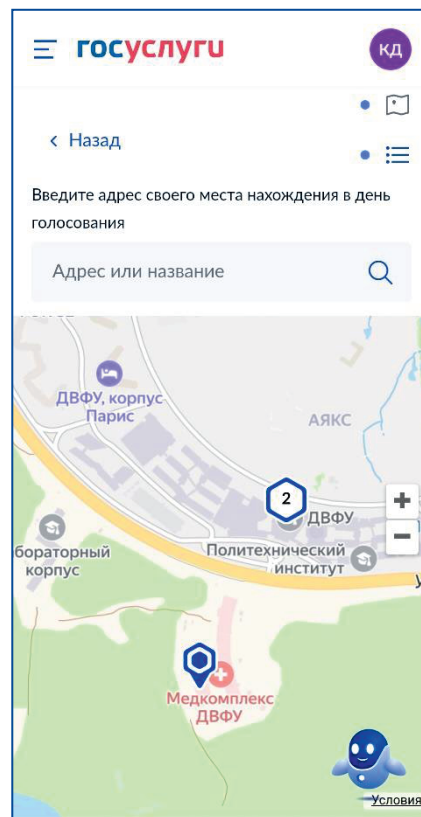 госуслуги
КД
Назад
Введите адрес своего места нахождения в день
голосования
Адрес или название
ДВФУ, корпус
Парис
АЯКС
2
ДВФУ
+
−
бораторный
корпус
Политехнический
институт
У
Медкомплекс
ДВФУ
Условия